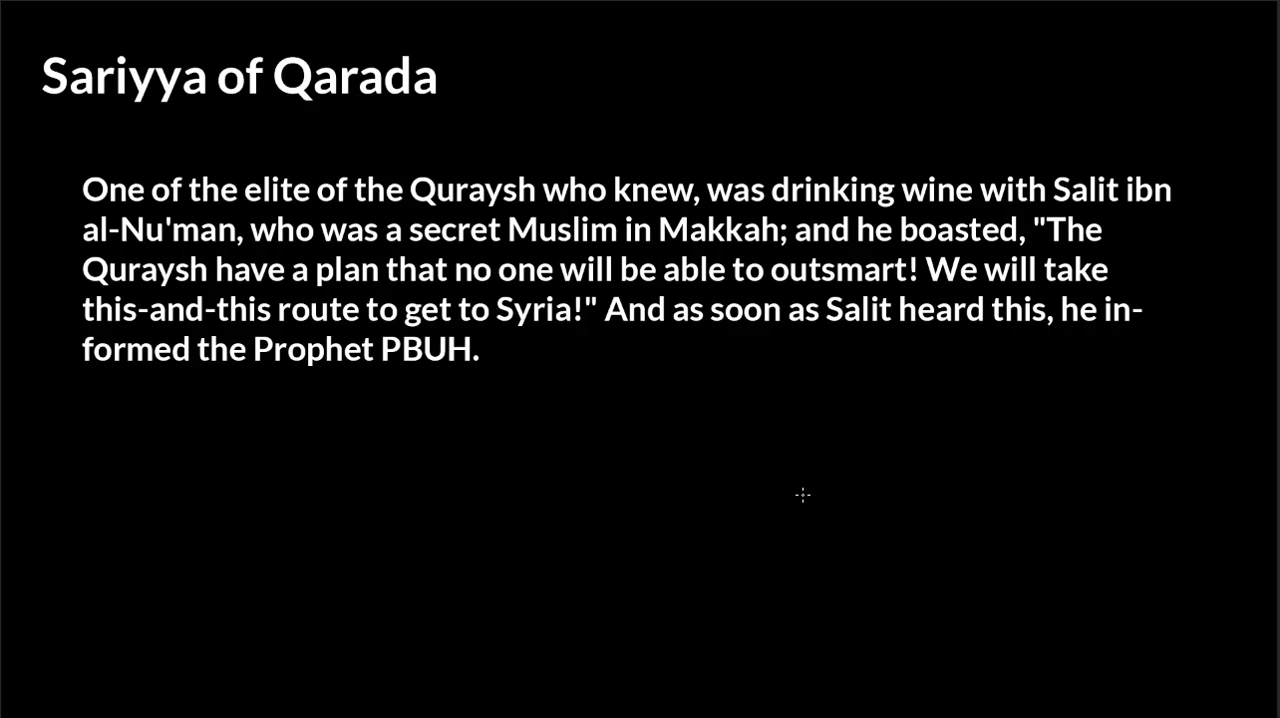 Sariyya of Qarada
One of the elite of the Quraysh who knew, was drinking wine with Salit ibn
al-Nu'man, who was a secret Muslim in Makkah; and he boasted, "The
Quraysh have a plan that no one will be able to outsmart! We will take
this-and-this route to get to Syria!" And as soon as Salit heard this, he in-
formed the Prophet PBUH.